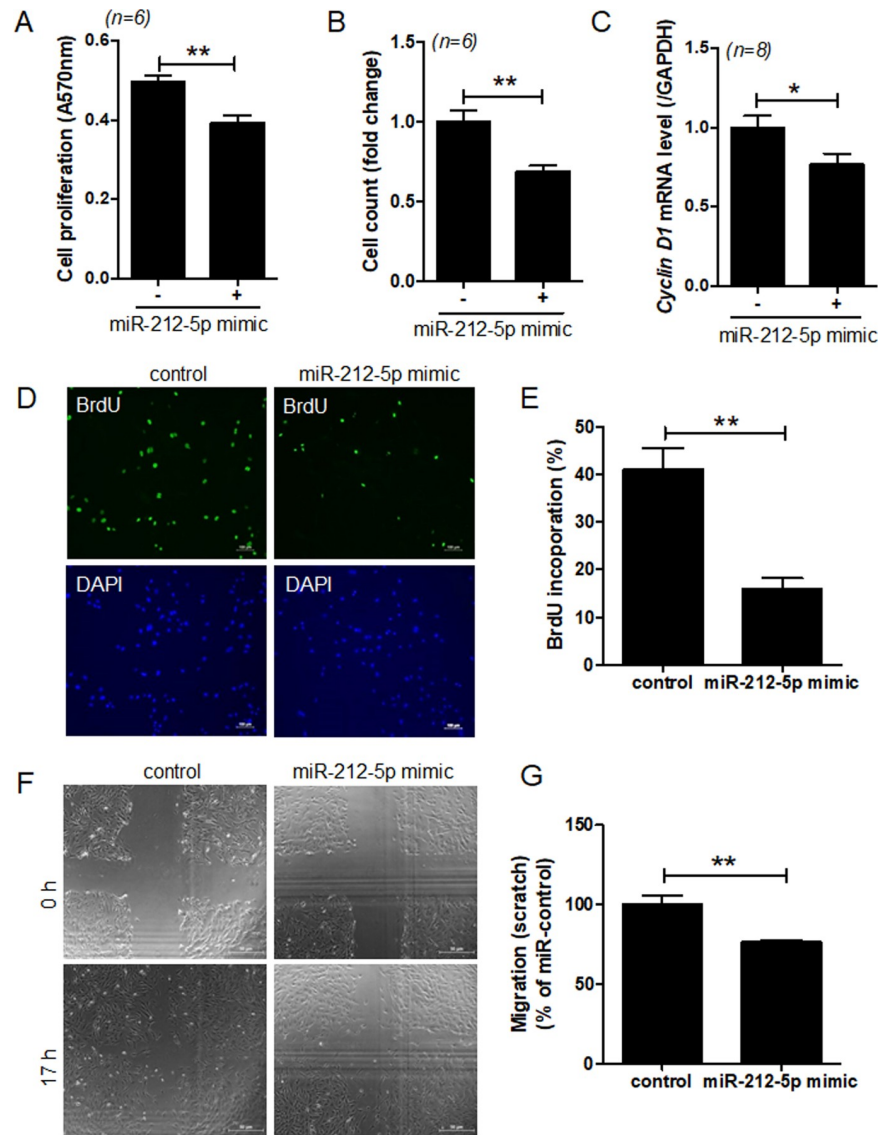 A
(n=6)
Cell proliferation (A570nm)
0.6
0.4
0.2
0.0
**
- +
miR-212-5p mimic
B
(n=6)
Cell count (fold change)
1.5
1.0
0.5
0.0
**
- +
miR-212-5p mimic
C
(n=8)
Cyclin D1 mRNA level (/GAPDH)
1.5
1.0
0.5
0.0
*
- +
miR-212-5p mimic
D
control
miR-212-5p mimic
BrdU
BrdU
DAPI
DAPI
E
BrdU incoporation (%)
50
40
30
20
10
0
**
control miR-212-5p mimic
F
control
miR-212-5p mimic
0 h
17 h
G
Migration (scratch)
(% of miR-control)
150
100
50
0
**
control miR-212-5p mimic